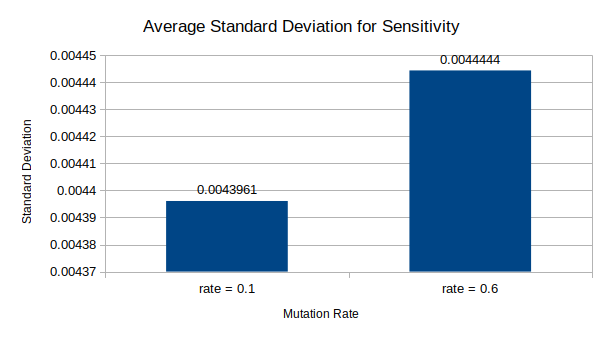 Average Standard Deviation for Sensitivity
0.00445
0.00444
0.00443
0.00442
0.00441
0.0044
0.00439
0.00438
0.00437
Standard Deviation
0.0043961
0.0044444
rate = 0.1
rate = 0.6
Mutation Rate